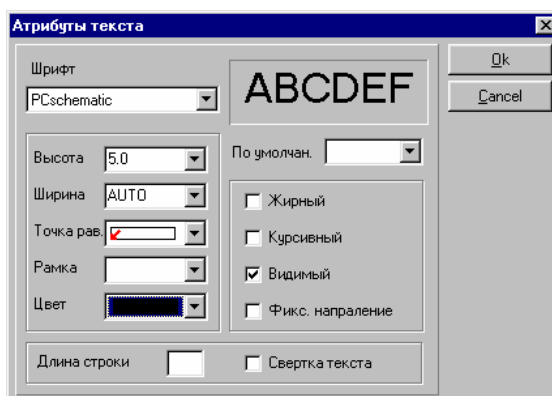 Атрибуты текста
Шрифт
PCschematic
ABCDEF
Ok
Cancel
Высота 5.0
По умолчан.
Ширина AUTO
Жирный
Точка рав.
Курсивный
Рамка
Видимый
Цвет
Фикс. напраление
Длина строки
Свертка текста